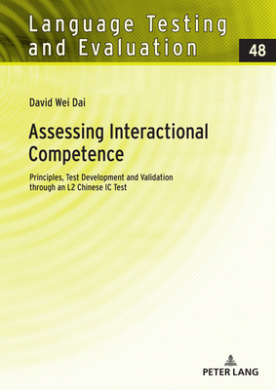 Language Testing
and Evaluation
48
David Wei Dai
Assessing Interactional
Competence
Principles, Test Development and Validation
through an L2 Chinese IC Test
PETER LANG